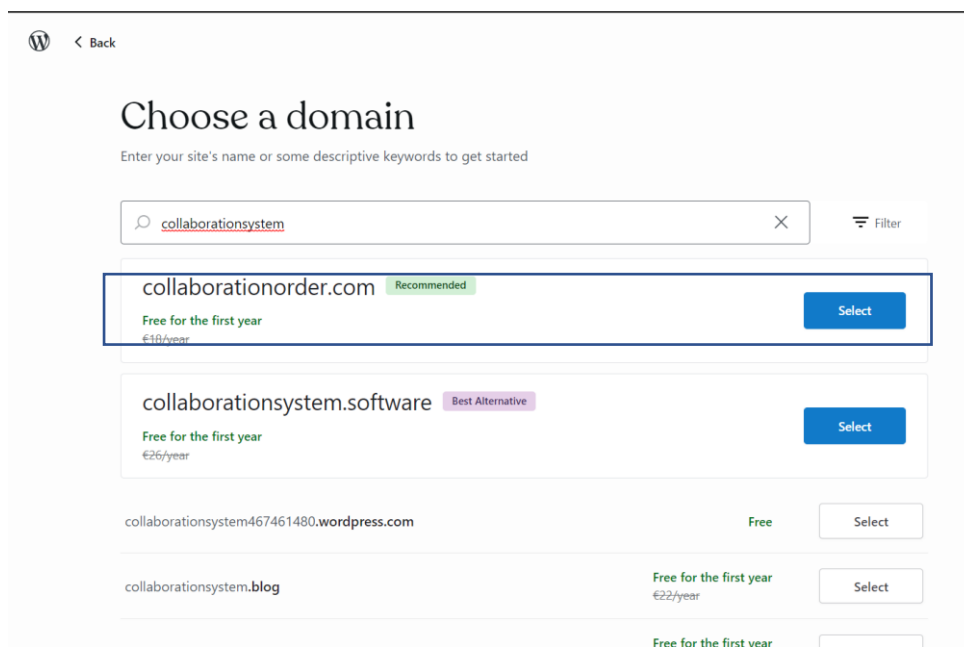 Back
Choose a domain
Enter your site's name or some descriptive keywords to get started
collaborationsystem
Filter
collaborationorder.com Recommended
Free for the first year
€18/year
Select
collaborationsystem.software Best Alternative
Free for the first year
€26/year
Select
collaborationsystem467461480.wordpress.com Free Select
collaborationsystem.blog Free for the first year
€22/year
Select
Free for the first year